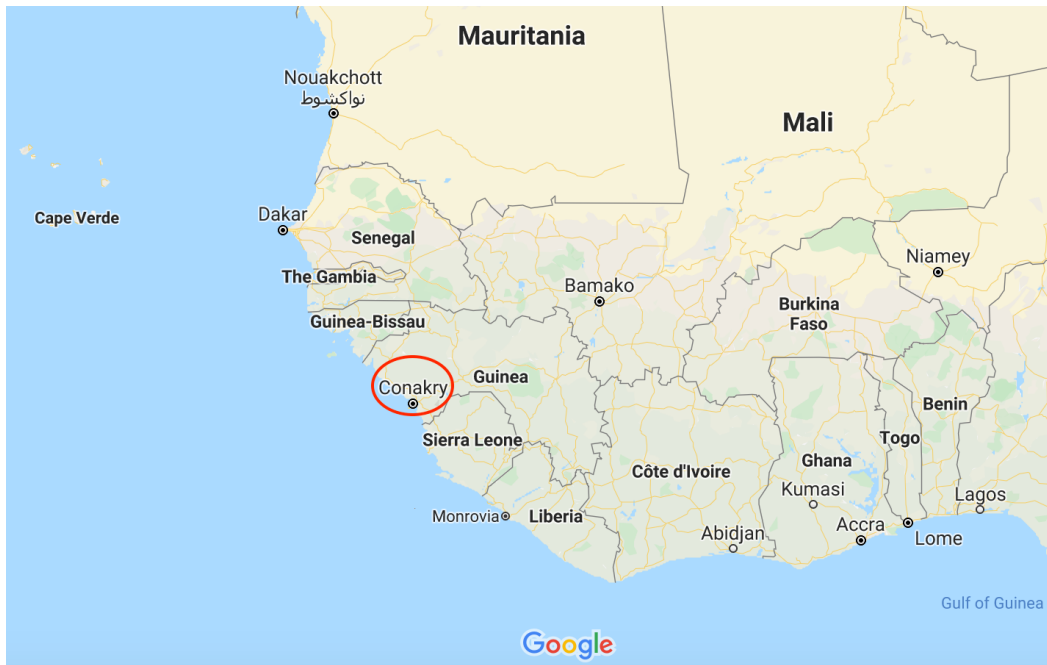 Mauritania
Nouakchott
نواكشوط
Mali
Cape Verde
Dakar
Senegal
Niamey
The Gambia
Bamako
Burkina
Faso
Guinea-Bissau
Guinea
Conakry
Benin
Togo
Sierra Leone
Ghana
Côte d'Ivoire
Kumasi
Lagos
Monrovia
Liberia
Accra
Abidjan
Lome
Gulf of Guinea
Google